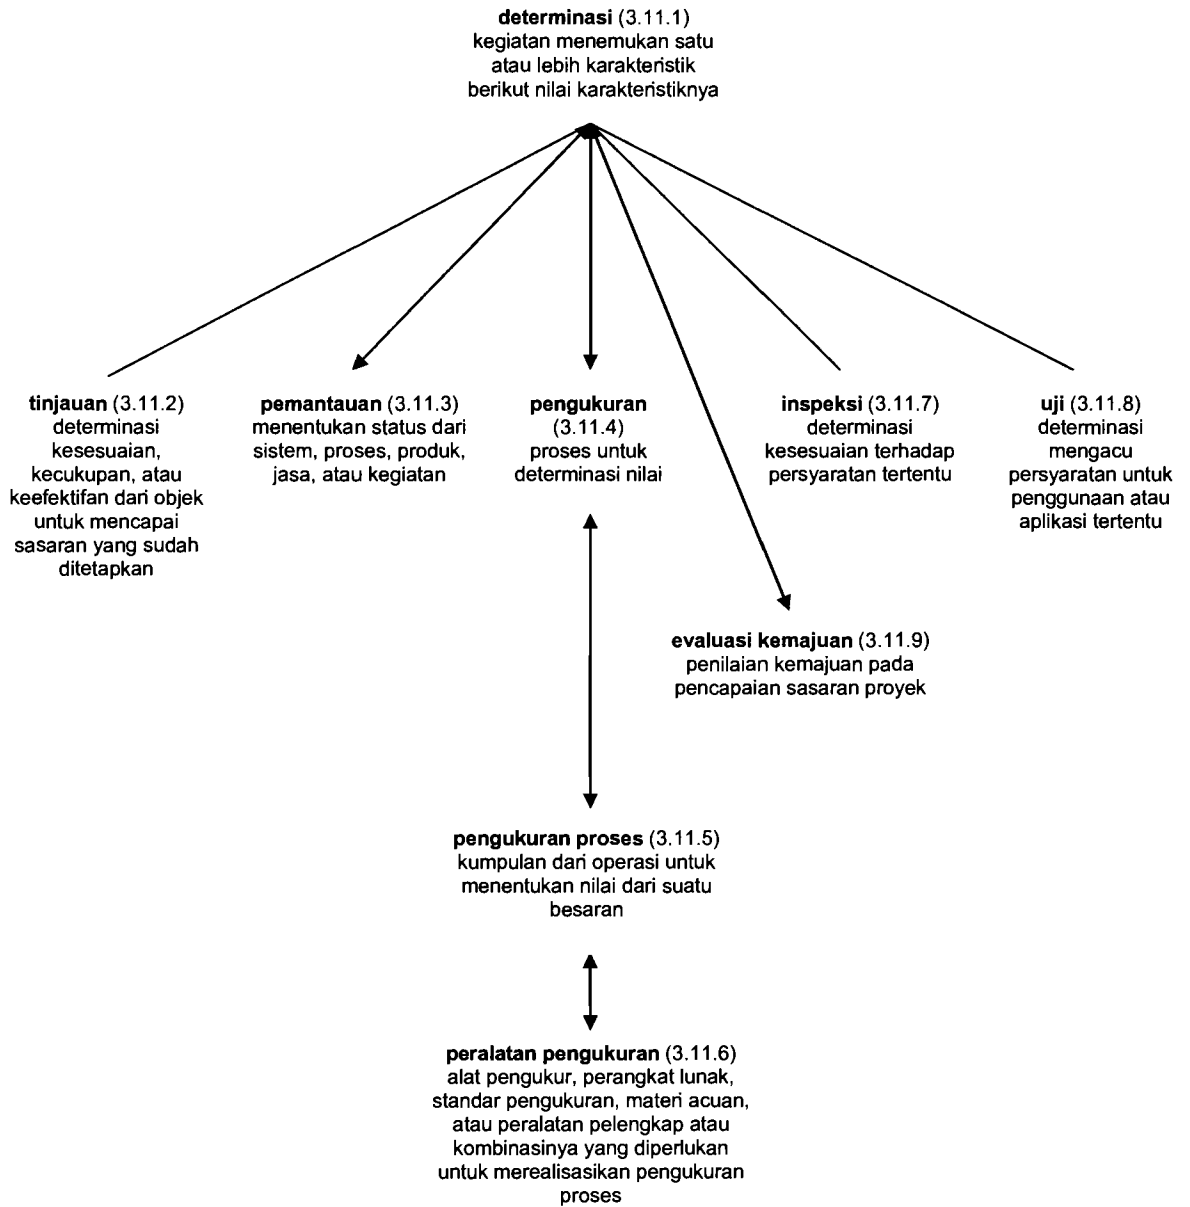 determinasi (3.11.1)
kegiatan menemukan satu
atau lebih karakteristik
berikut nilai karakteristiknya
tinjauan (3.11.2)
determinasi
kesesuaian,
kecukupan, atau
keefektifan dari objek
untuk mencapai
sasaran yang sudah
ditetapkan
pemantauan (3.11.3)
menentukan status dari
sistem, proses, produk,
jasa, atau kegiatan
pengukuran
(3.11.4)
proses untuk
determinasi nilai
inspeksi (3.11.7)
determinasi
kesesuaian terhadap
persyaratan tertentu
uji (3.11.8)
determinasi
mengacu
persyaratan untuk
penggunaan atau
aplikasi tertentu
evaluasi kemajuan (3.11.9)
penilaian kemajuan pada
pencapaian sasaran proyek
pengukuran proses (3.11.5)
kumpulan dari operasi untuk
menentukan nilai dari suatu
besaran
peralatan pengukuran (3.11.6)
alat pengukur, perangkat lunak,
standar pengukuran, materi acuan,
atau peralatan pelengkap atau
kombinasinya yang diperlukan
untuk merealisasikan pengukuran
proses